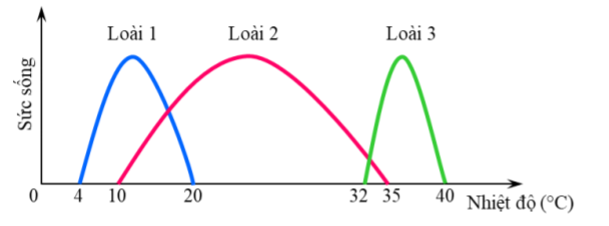 Loài 1 Loài 2 Loài 3
Sức sống
0 4 10 20 32 35 40 Nhiệt độ (°C)